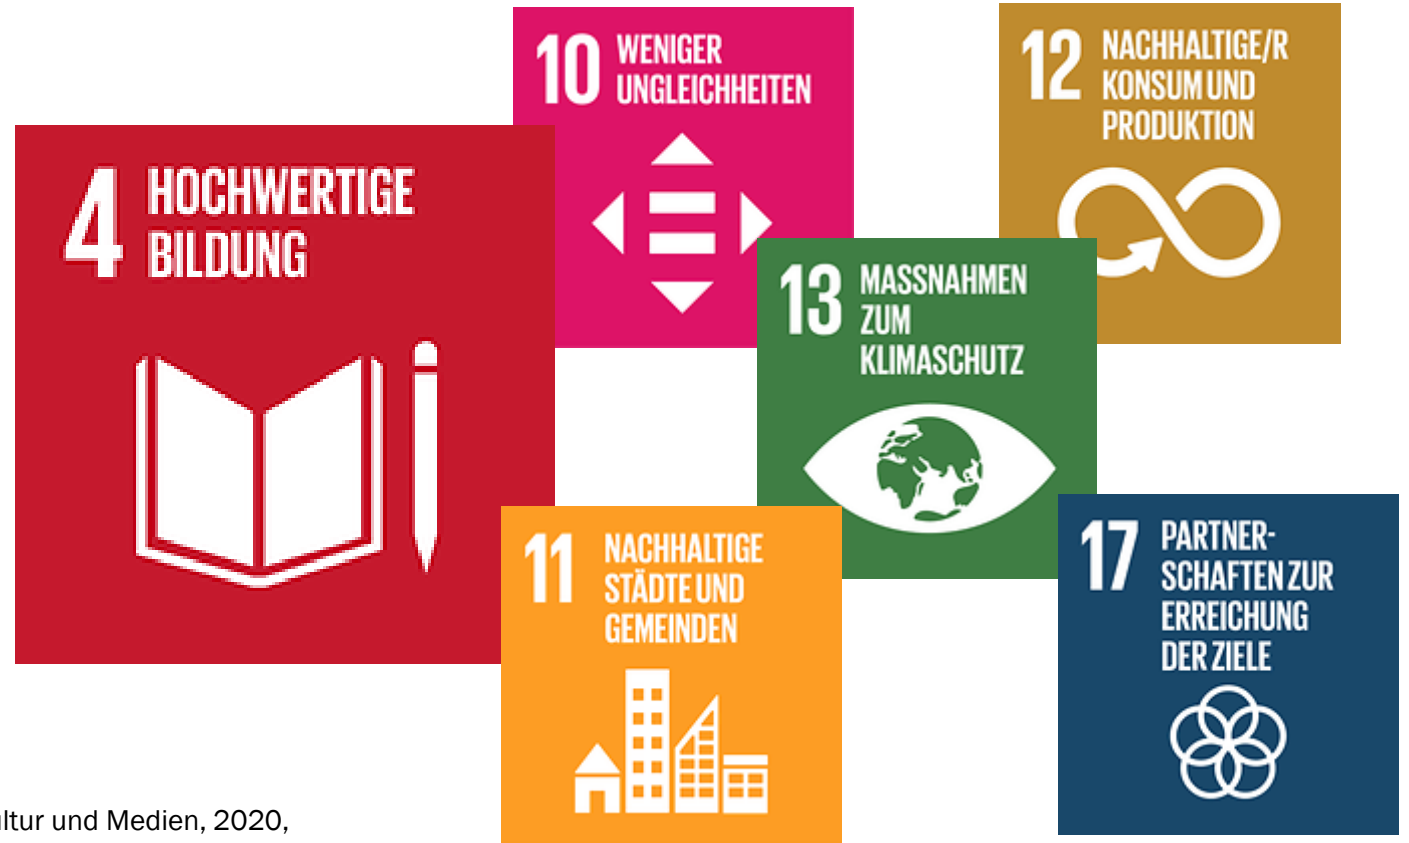 4 HOCHWERTIGE
BILDUNG
10 WENIGER
UNGLEICHHEITEN
12 NACHHALTIGE/R
KONSUM UND
PRODUKTION
13 MASSNAHMEN
ZUM
KLIMASCHUTZ
11 NACHHALTIGE
STÄDTE UND
GEMEINDEN
17 PARTNER-
SCHAFTEN ZUR
ERREICHUNG
DER ZIELE
ltur und Medien, 2020,